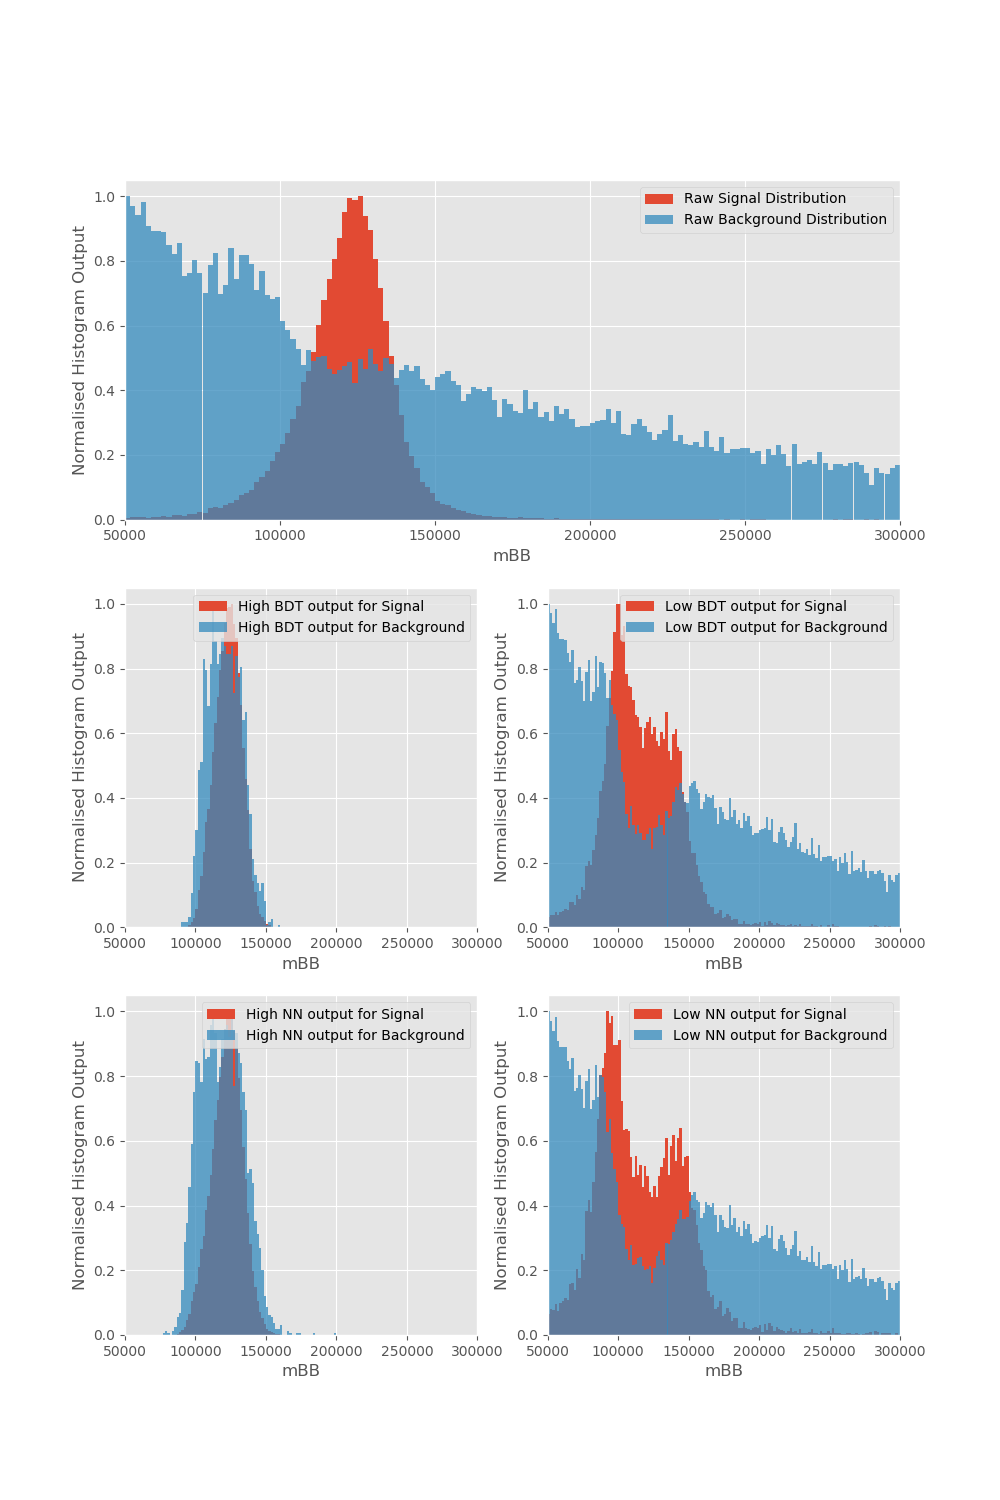 Normalised Histogram Output
1.0
0.8
0.6
0.4
0.2
0.0
Raw Signal Distribution
Raw Background Distribution
50000 100000 150000 200000 250000 300000
mBB
Normalised Histogram Output
1.0
0.8
0.6
0.4
0.2
0.0
High BDT output for Signal
High BDT output for Background
50000 100000 150000 200000 250000 300000
mBB
Normalised Histogram Output
1.0
0.8
0.6
0.4
0.2
0.0
Low BDT output for Signal
Low BDT output for Background
50000 100000 150000 200000 250000 300000
mBB
Normalised Histogram Output
1.0
0.8
0.6
0.4
0.2
0.0
High NN output for Signal
High NN output for Background
50000 100000 150000 200000 250000 300000
mBB
Normalised Histogram Output
1.0
0.8
0.6
0.4
0.2
0.0
Low NN output for Signal
Low NN output for Background
50000 100000 150000 200000 250000 300000
mBB